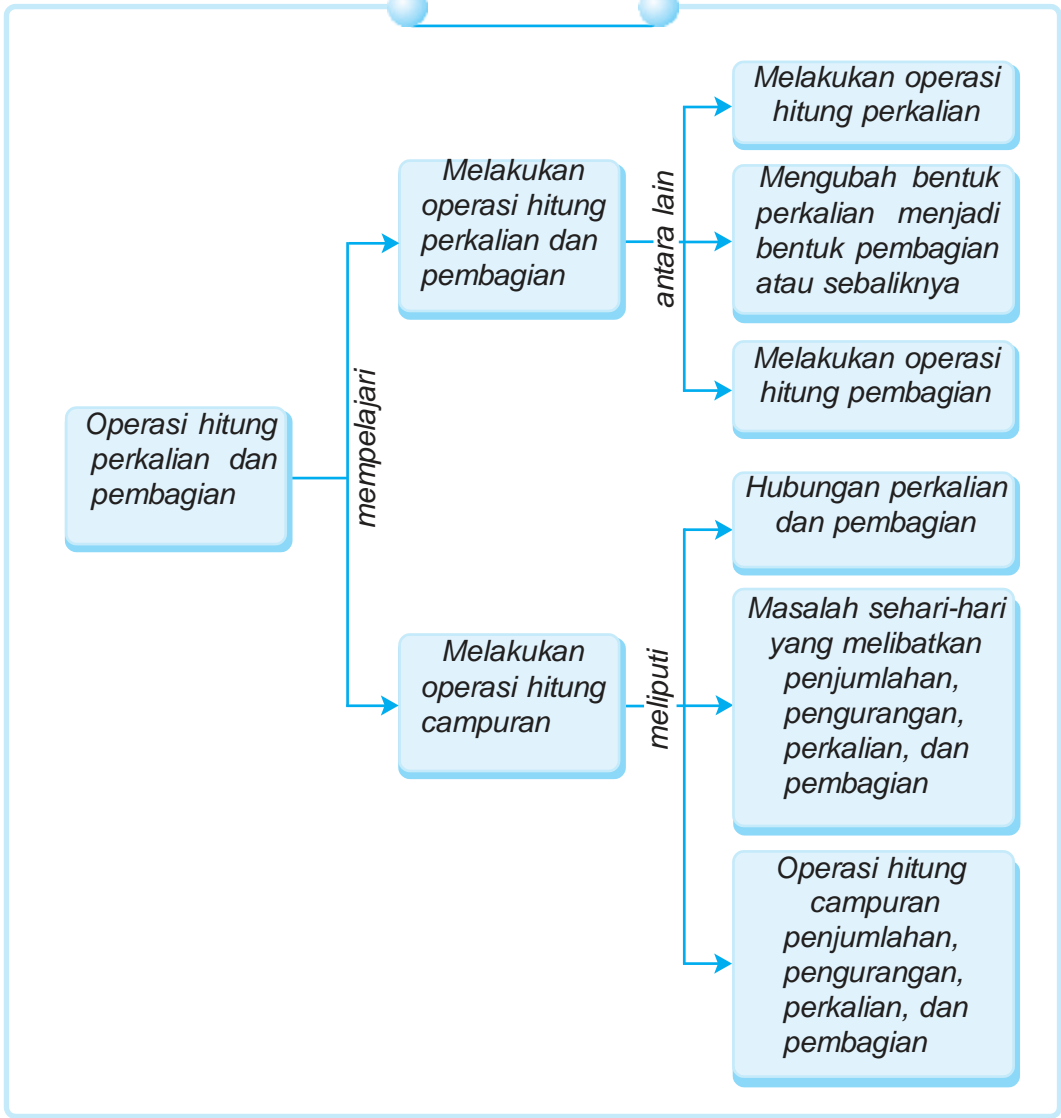 Operasi hitung
perkalian dan
pembagian
mempelajari
Melakukan
operasi hitung
perkalian dan
pembagian
antara lain
Melakukan operasi
hitung perkalian
Mengubah bentuk
perkalian menjadi
bentuk pembagian
atau sebaliknya
Melakukan operasi
hitung pembagian
Melakukan
operasi hitung
campuran
meliputi
Hubungan perkalian
dan pembagian
Masalah sehari-hari
yang melibatkan
penjumlahan,
pengurangan,
perkalian, dan
pembagian
Operasi hitung
campuran
penjumlahan,
pengurangan,
perkalian, dan
pembagian